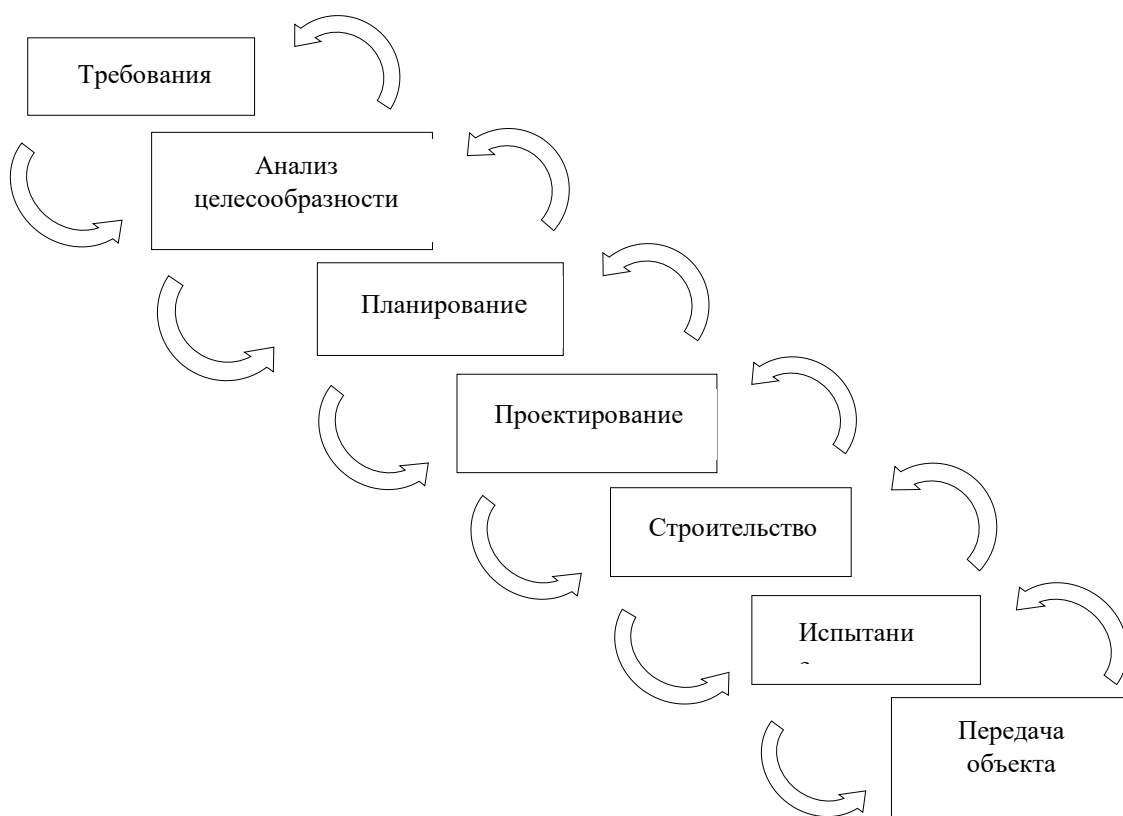 Требования
Анализ
целесообразности
Планирование
Проектирование
Строительство
Испытани
Передача
объекта